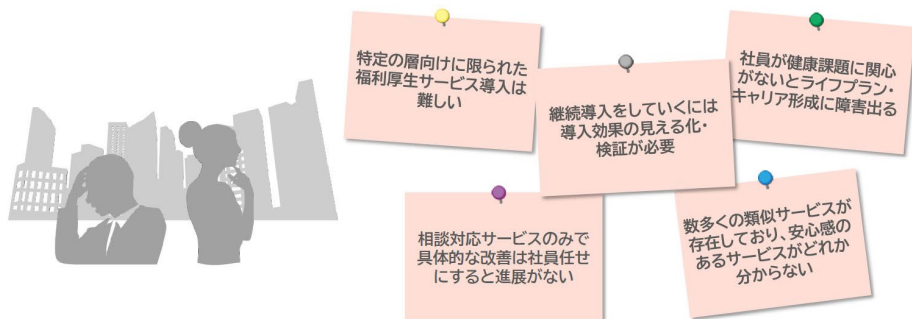 特定の層向けに限られた
福利厚生サービス導入は
難しい
継続導入をしていくには
導入効果の見える化・
検証が必要
社員が健康課題に関心
がないとライフプラン・
キャリア形成に障害出る
相談対応サービスのみで
具体的な改善は社員任せ
にすると進展がない
数多くの類似サービスが
存在しており、安心感の
あるサービスがどれか
分からない